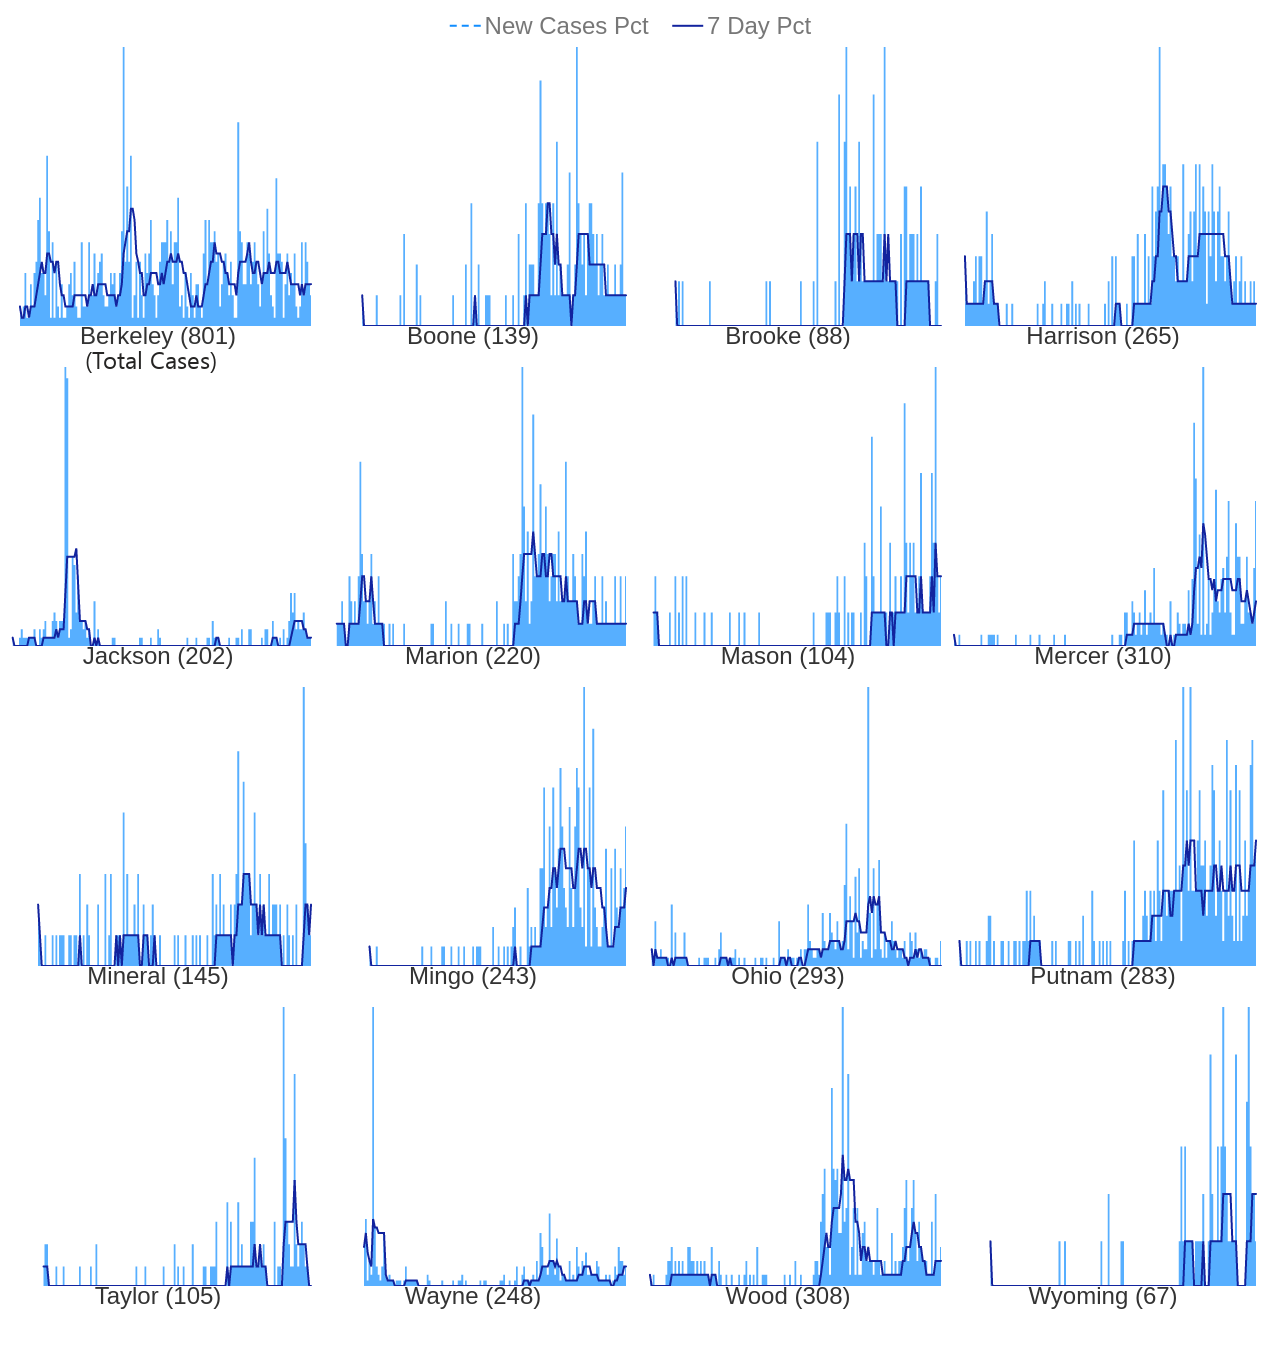 New Cases Pct 7 Day Pct
Berkeley (801) Boone (139) Brooke (88) Harrison (265)
(Total Cases)
Jackson (202) Marion (220) Mason (104) Mercer (310)
Mineral (145) Mingo (243) Ohio (293) Putnam (283)
Taylor (105) Wayne (248) Wood (308) Wyoming (67)